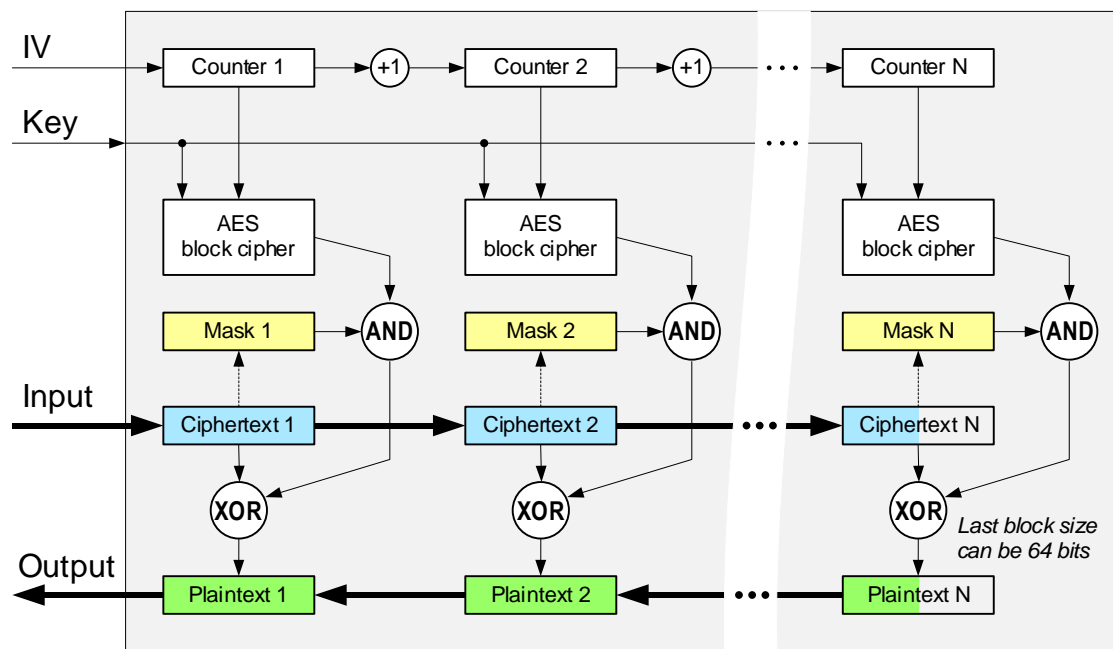 IV
Counter 1
+1
Counter 2
+1
Counter N
Key
AES
block cipher
AES
block cipher
AES
block cipher
Mask 1
AND
Mask 2
AND
Mask N
AND
Input
Ciphertext 1
Ciphertext 2
Ciphertext N
XOR
XOR
XOR
Last block size
can be 64 bits
Output
Plaintext 1
Plaintext 2
Plaintext N